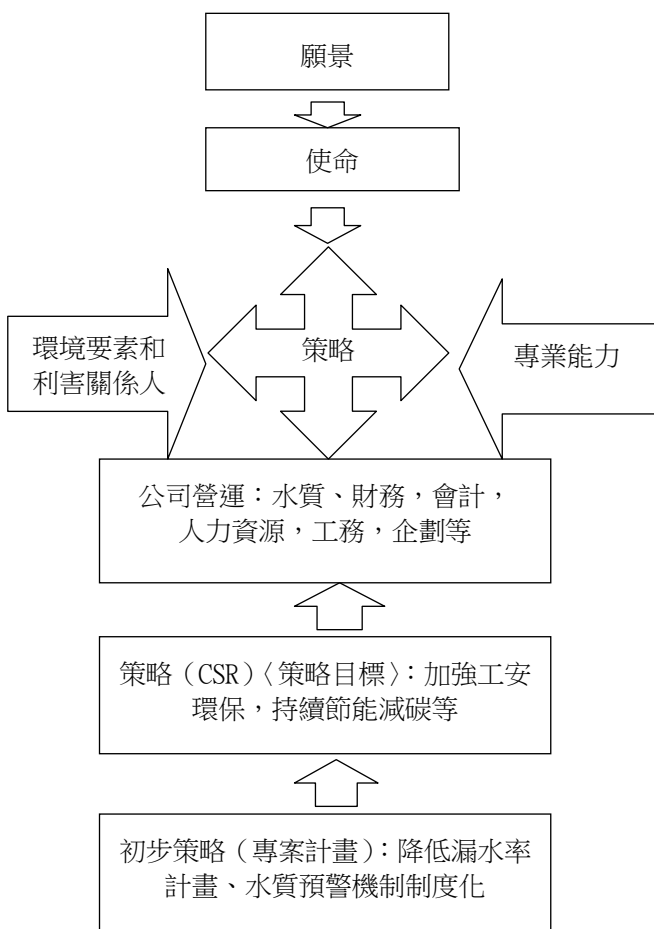 願景
使命
環境要素和
利害關係人
策略
專業能力
公司營運：水質、財務，會計，
人力資源，工務，企劃等
策略（CSR）〈策略目標〉：加強工安
環保，持續節能減碳等
初步策略（專案計畫）：降低漏水率
計畫、水質預警機制制度化